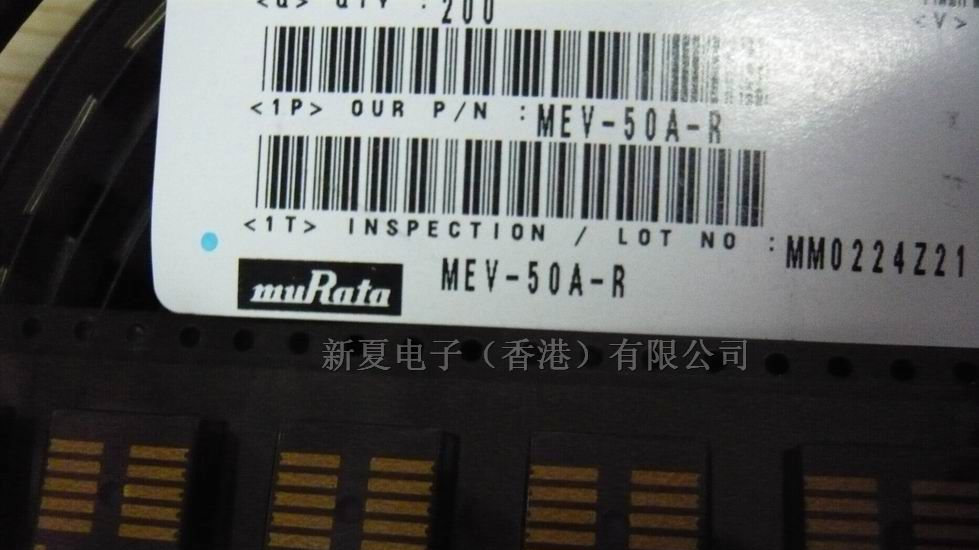 <Q> QTY : 200
<V>
<1P> OUR P/N : MEV-50A-R
<1T> INSPECTION / LOT NO : MM0224Z21
muRata MEV-50A-R
新夏电子（香港）有限公司